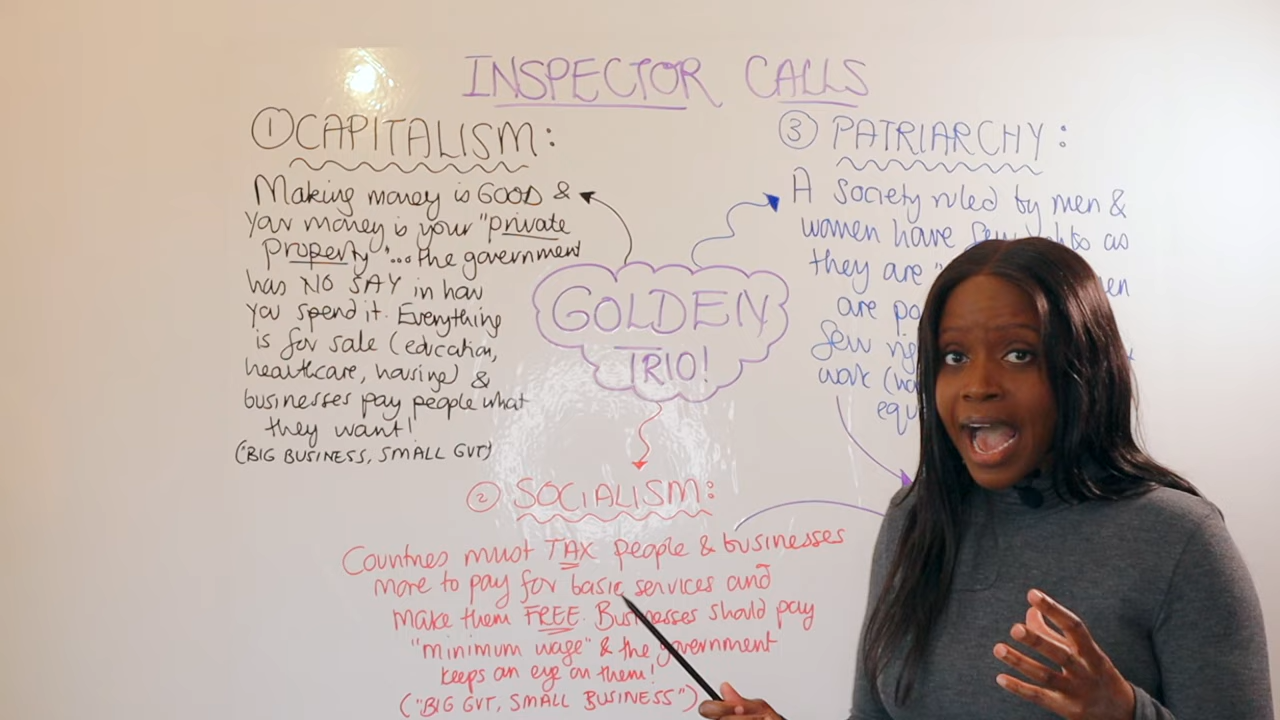 INSPECTOR CALLS
① CAPITALISM:
Making money is GOOD &
your money is your "private
property"... the government
has NO SAY in how
you spend it. Everything
is for sale (education,
healthcare, housing) &
businesses pay people what
they want!
("BIG BUSINESS, SMALL GVT)
GOLDEN
TRIO!
② SOCIALISM:
Countries must TAX people & businesses
more to pay for basic services and
make them FREE. Businesses should pay
"minimum wage" & the government
keeps an eye on them!
("BIG GVT, SMALL BUSINESS")
③ PATRIARCHY:
A society ruled by men &
women have few rights as
they are
are
few
work